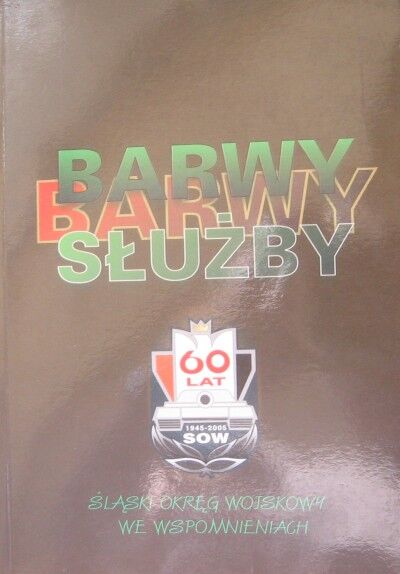 BARWY
BARWY
SŁUŻBY
60
LAT
1945-2005
SOW
ŚLĄSKI OKRĘG WOJSKOWY
WE WSPOMNIENIACH